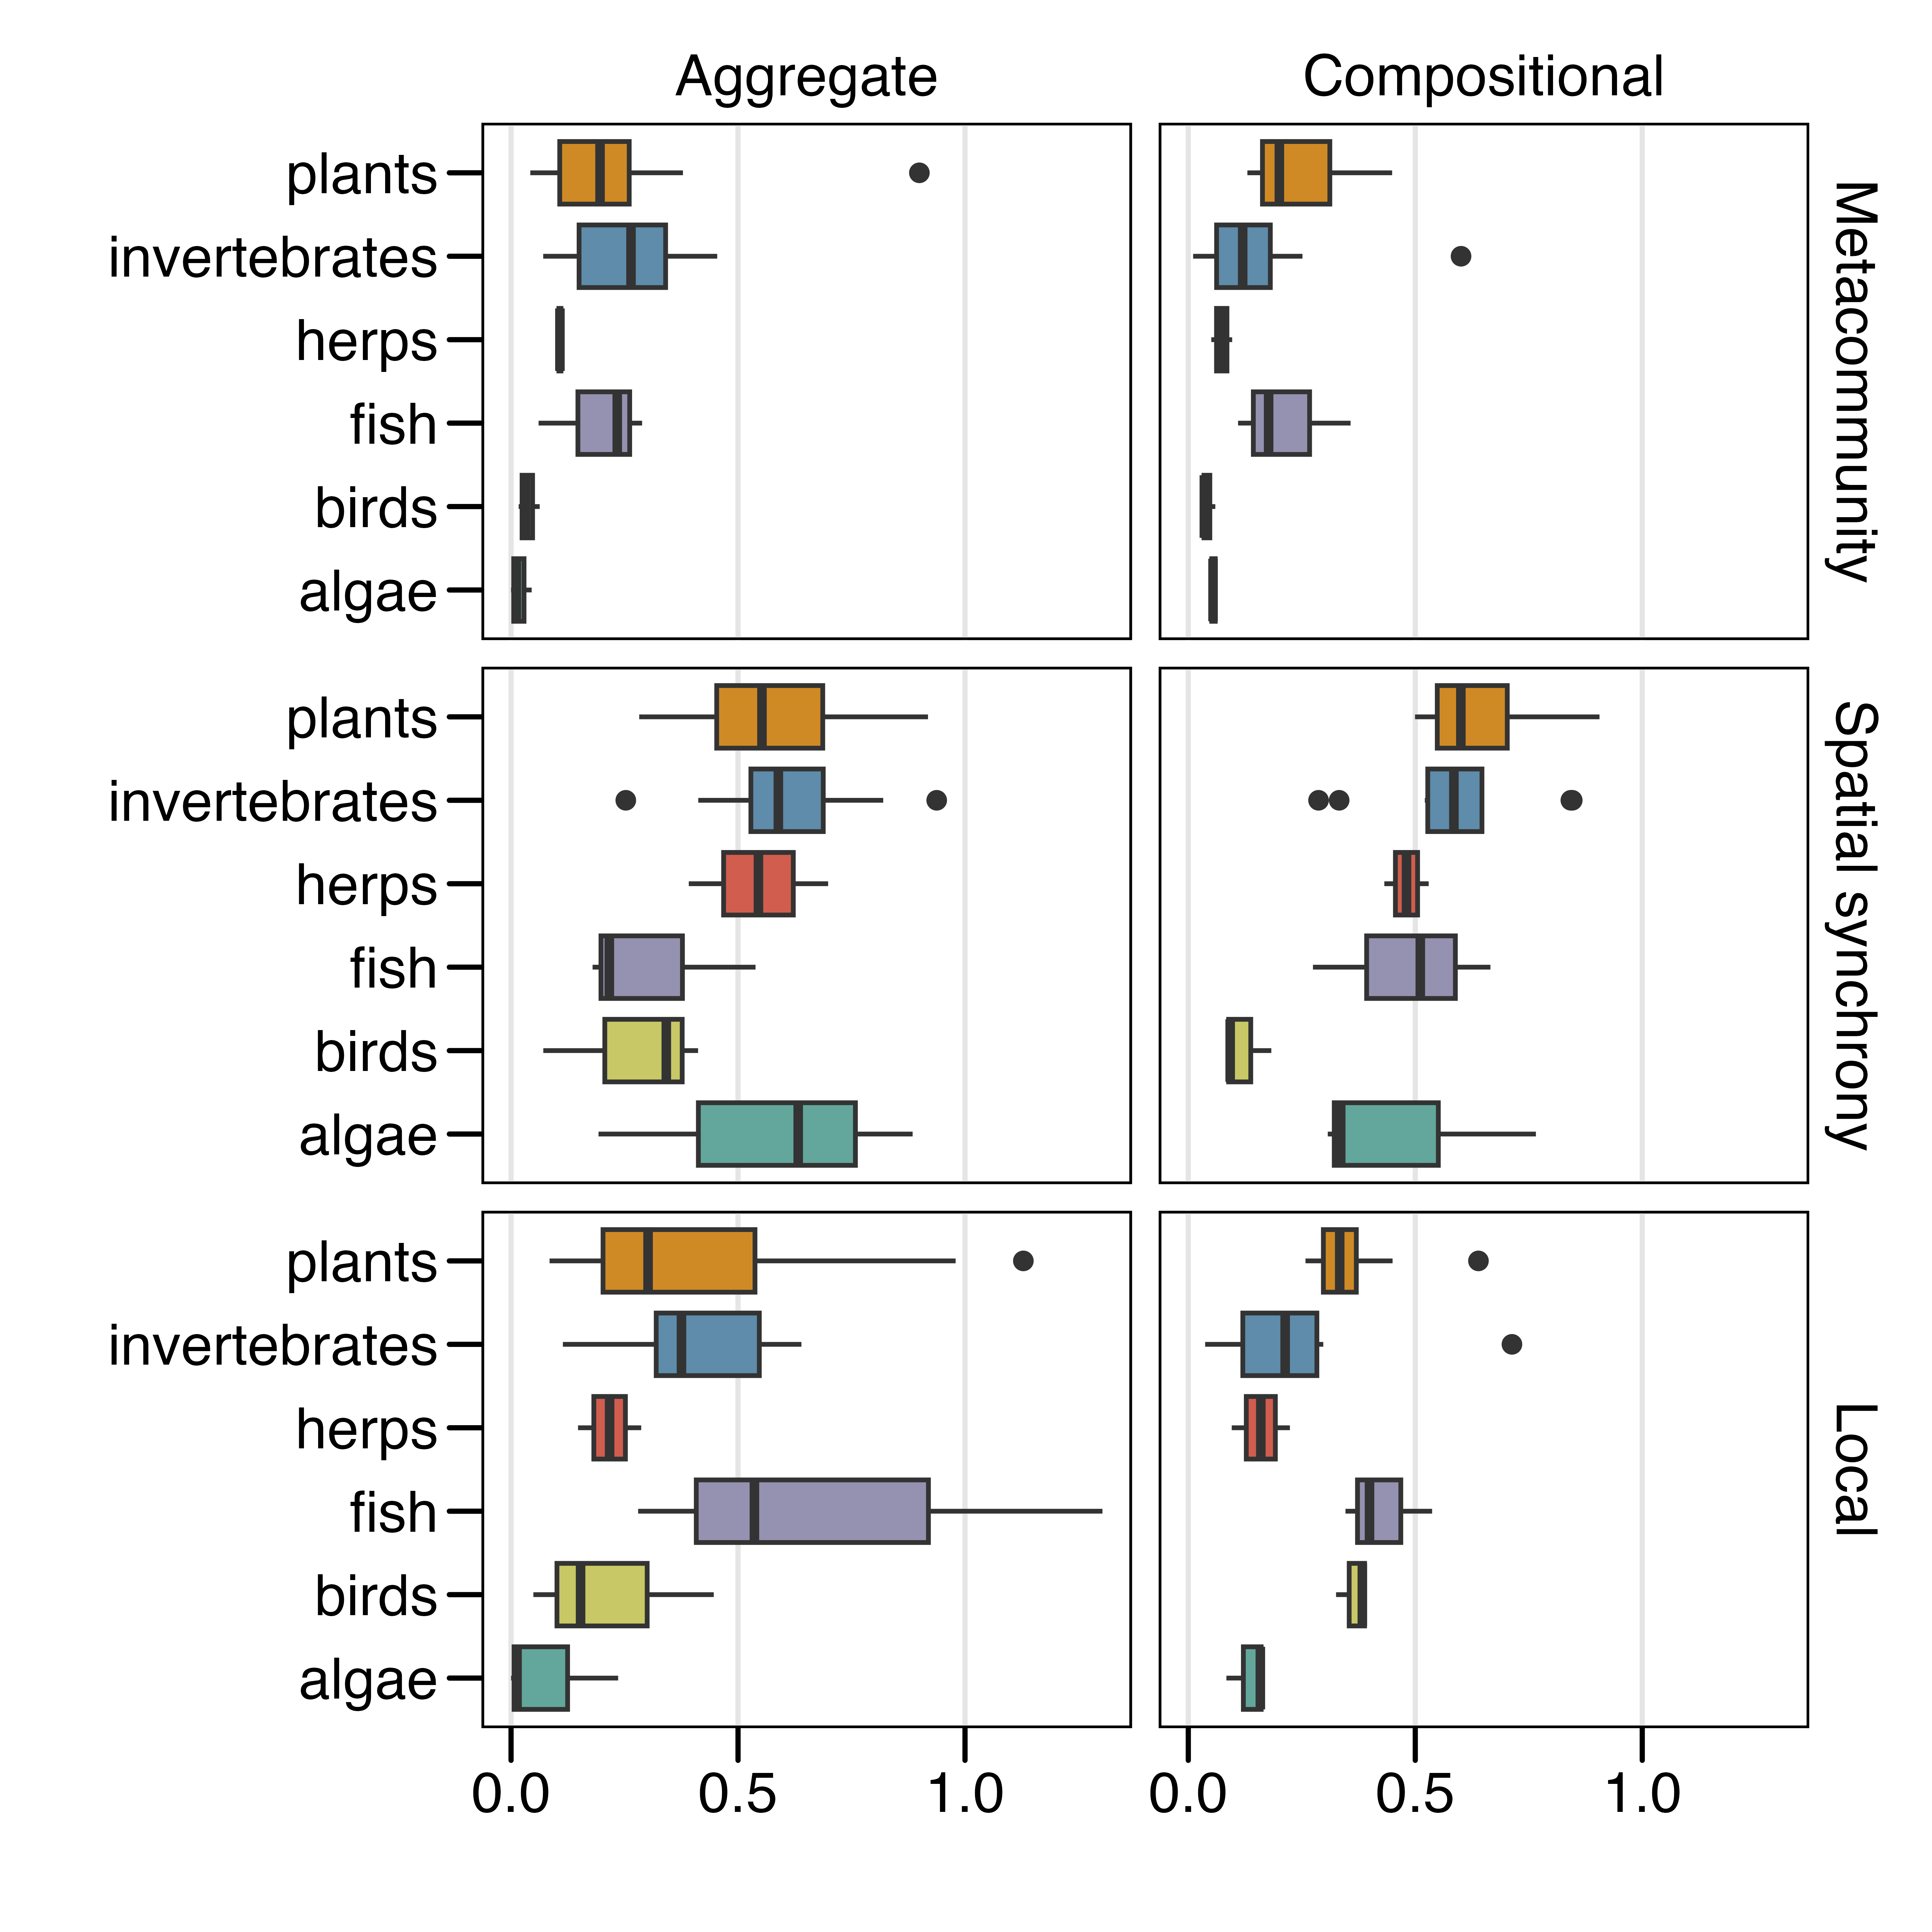 Aggregate
Compositional
plants
invertebrates
herps
fish
birds
algae
Metacommunity
plants
invertebrates
herps
fish
birds
algae
Spatial synchrony
plants
invertebrates
herps
fish
birds
algae
Local
0.0 0.5 1.0
0.0 0.5 1.0